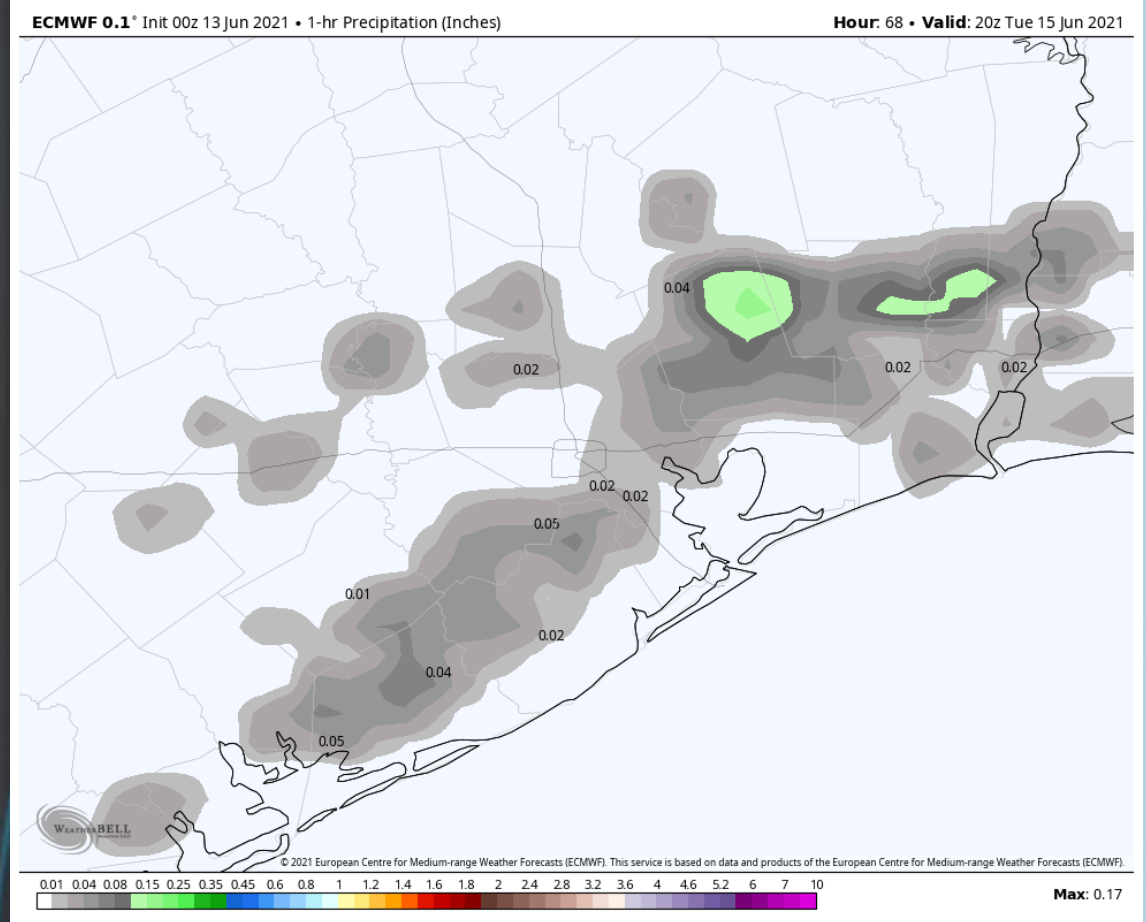 ECMWF 0.1° Init 00z 13 Jun 2021 • 1-hr Precipitation (Inches) Hour: 68 • Valid: 20z Tue 15 Jun 2021
0.04
0.02 0.02 0.02
0.02
0.02
0.05
0.01
0.02
0.04
0.05
WEATHERBELL
© 2021 European Centre for Medium-range Weather Forecasts (ECMWF). This service is based on data and products of the European Centre for Medium-range Weather Forecasts (ECMWF).
0.01 0.04 0.08 0.15 0.25 0.35 0.45 0.6 0.8 1 1.2 1.4 1.6 1.8 2 2.4 2.8 3.2 3.6 4 4.6 5.2 6 7 10
Max: 0.17